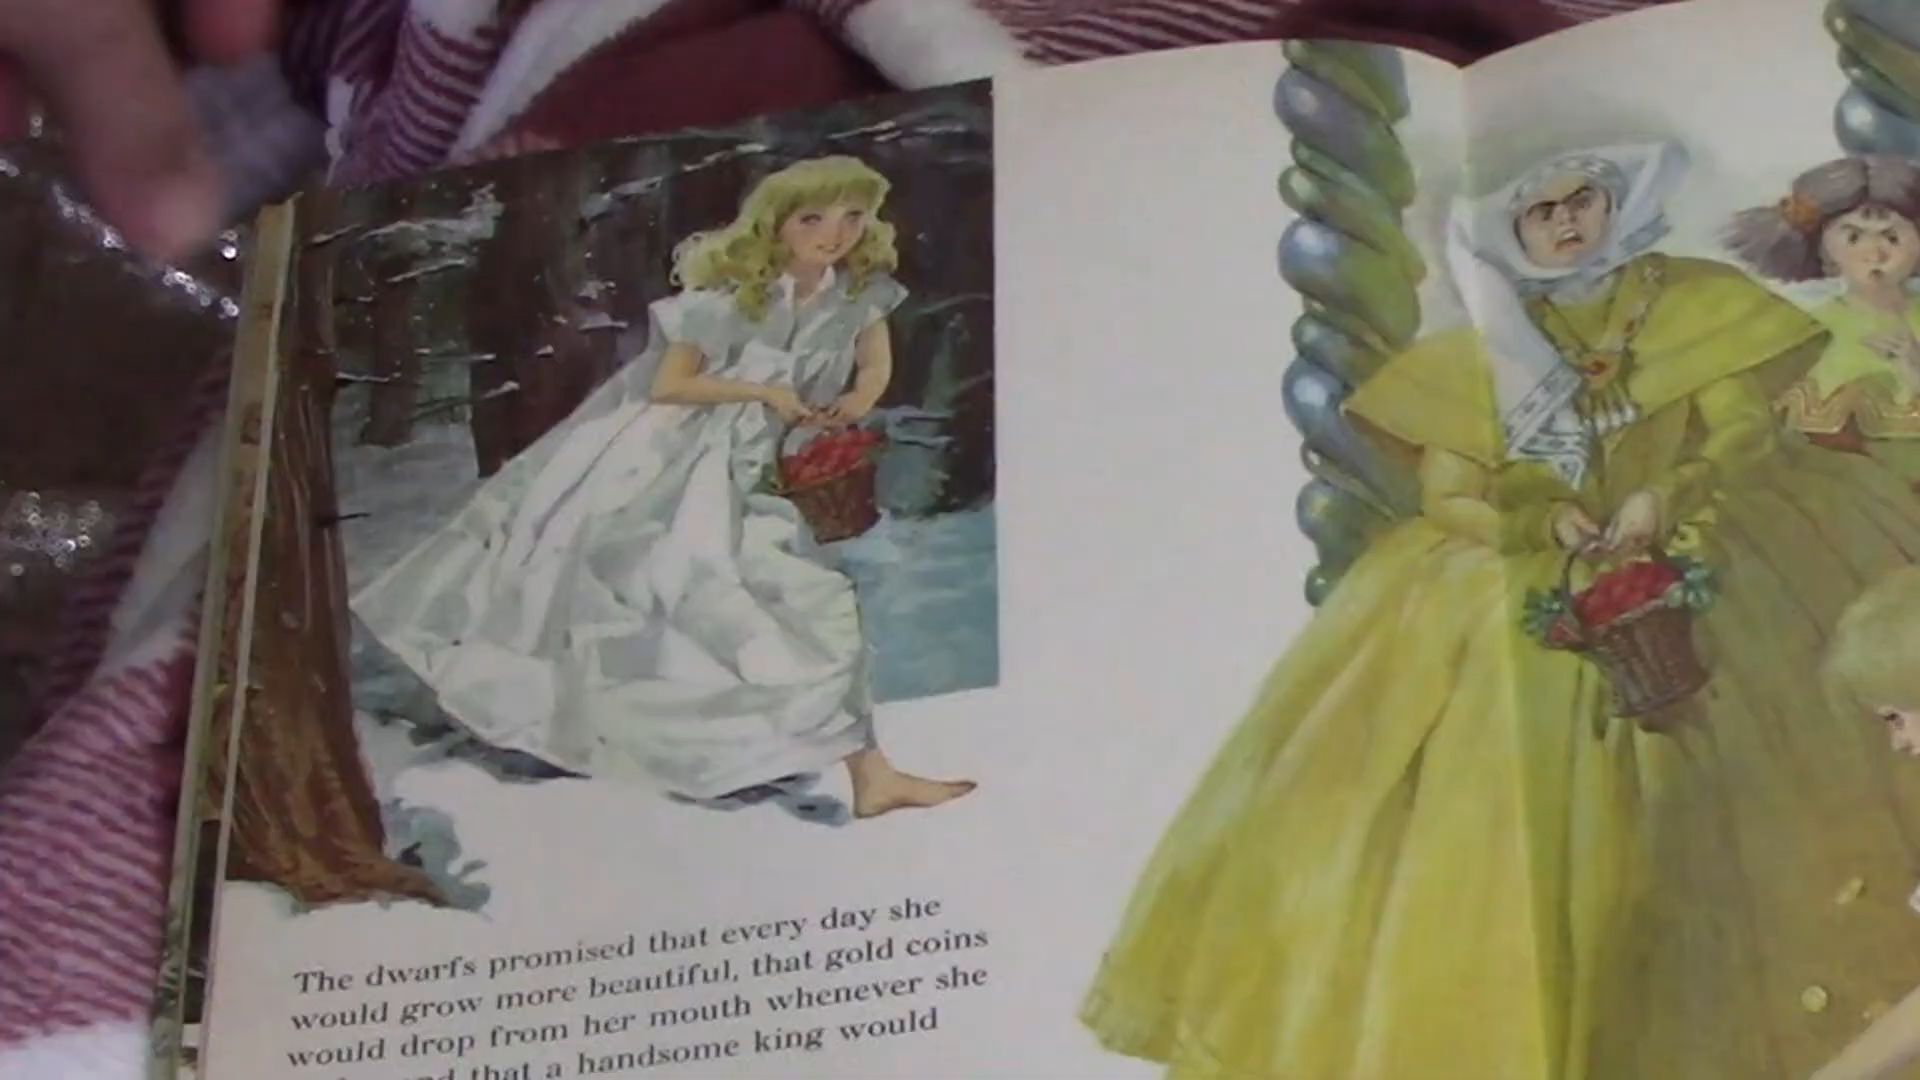 The dwarfs promised that every day she
would grow more beautiful, that gold coins
would drop from her mouth whenever she
that a handsome king would